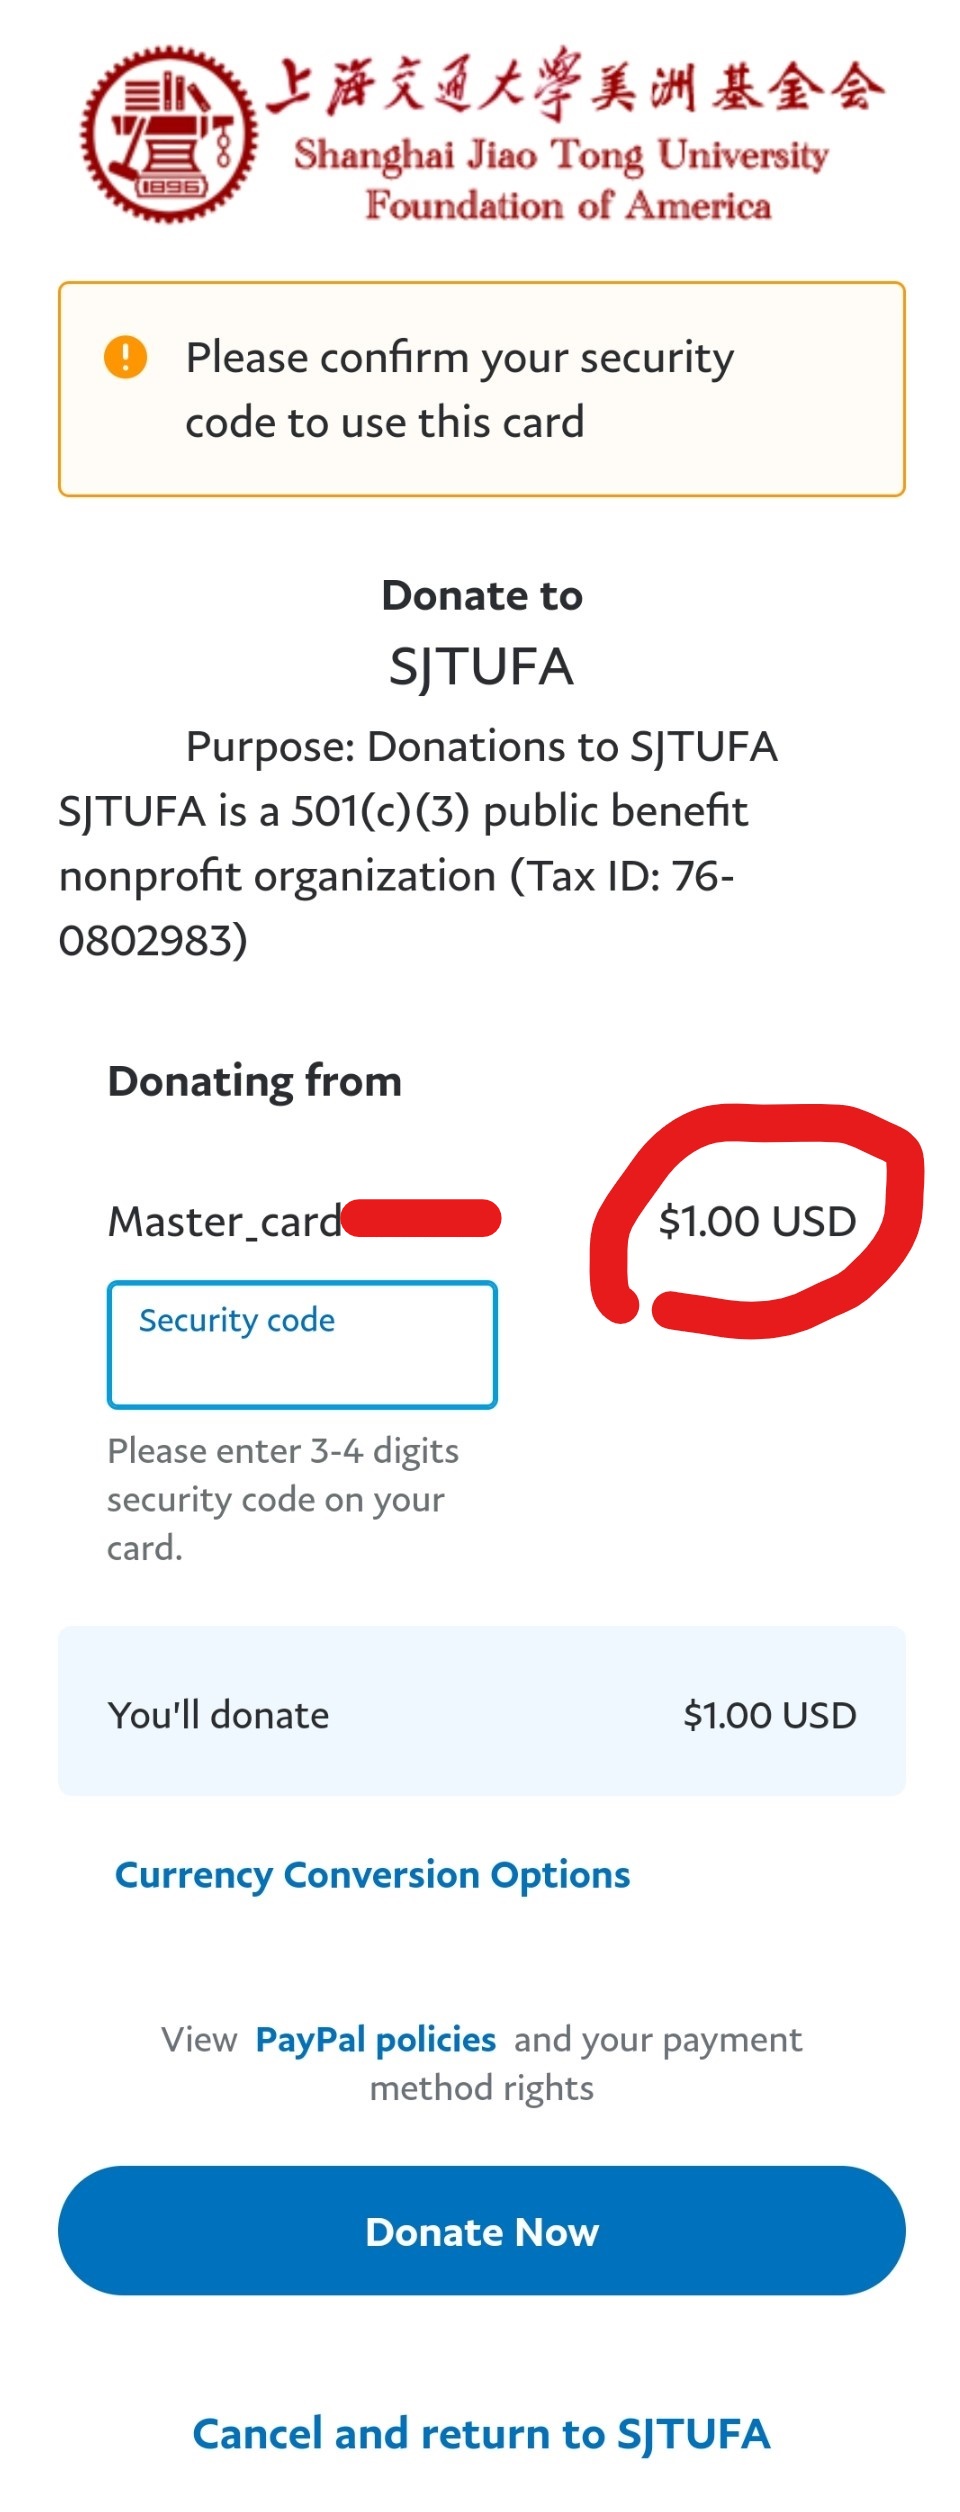 上海交通大學美洲基金会
Shanghai Jiao Tong University
Foundation of America
1896
Please confirm your security
code to use this card
Donate to
SJTUFA
Purpose: Donations to SJTUFA
SJTUFA is a 501(c)(3) public benefit
nonprofit organization (Tax ID: 76-
0802983)
Donating from
Master_card $1.00 USD
Security code
Please enter 3-4 digits
security code on your
card.
You'll donate $1.00 USD
Currency Conversion Options
View PayPal policies and your payment
method rights
Donate Now
Cancel and return to SJTUFA